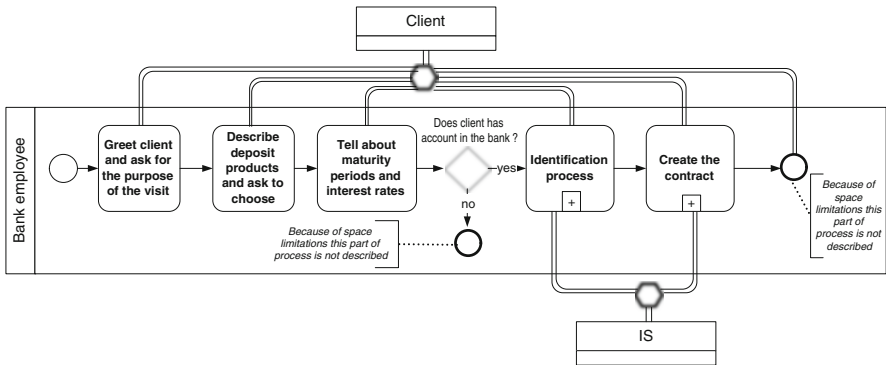 Client
Bank employee
Greet client
and ask for
the purpose
of the visit
Describe
deposit
products
and ask to
choose
Tell about
maturity
periods and
interest rates
Does client has
account in the bank ?
yes
no
Identification
process
+
Create the
contract
+
Because of space
limitations this part of
process is not described
Because of
space
limitations this
part of
process is not
described
IS